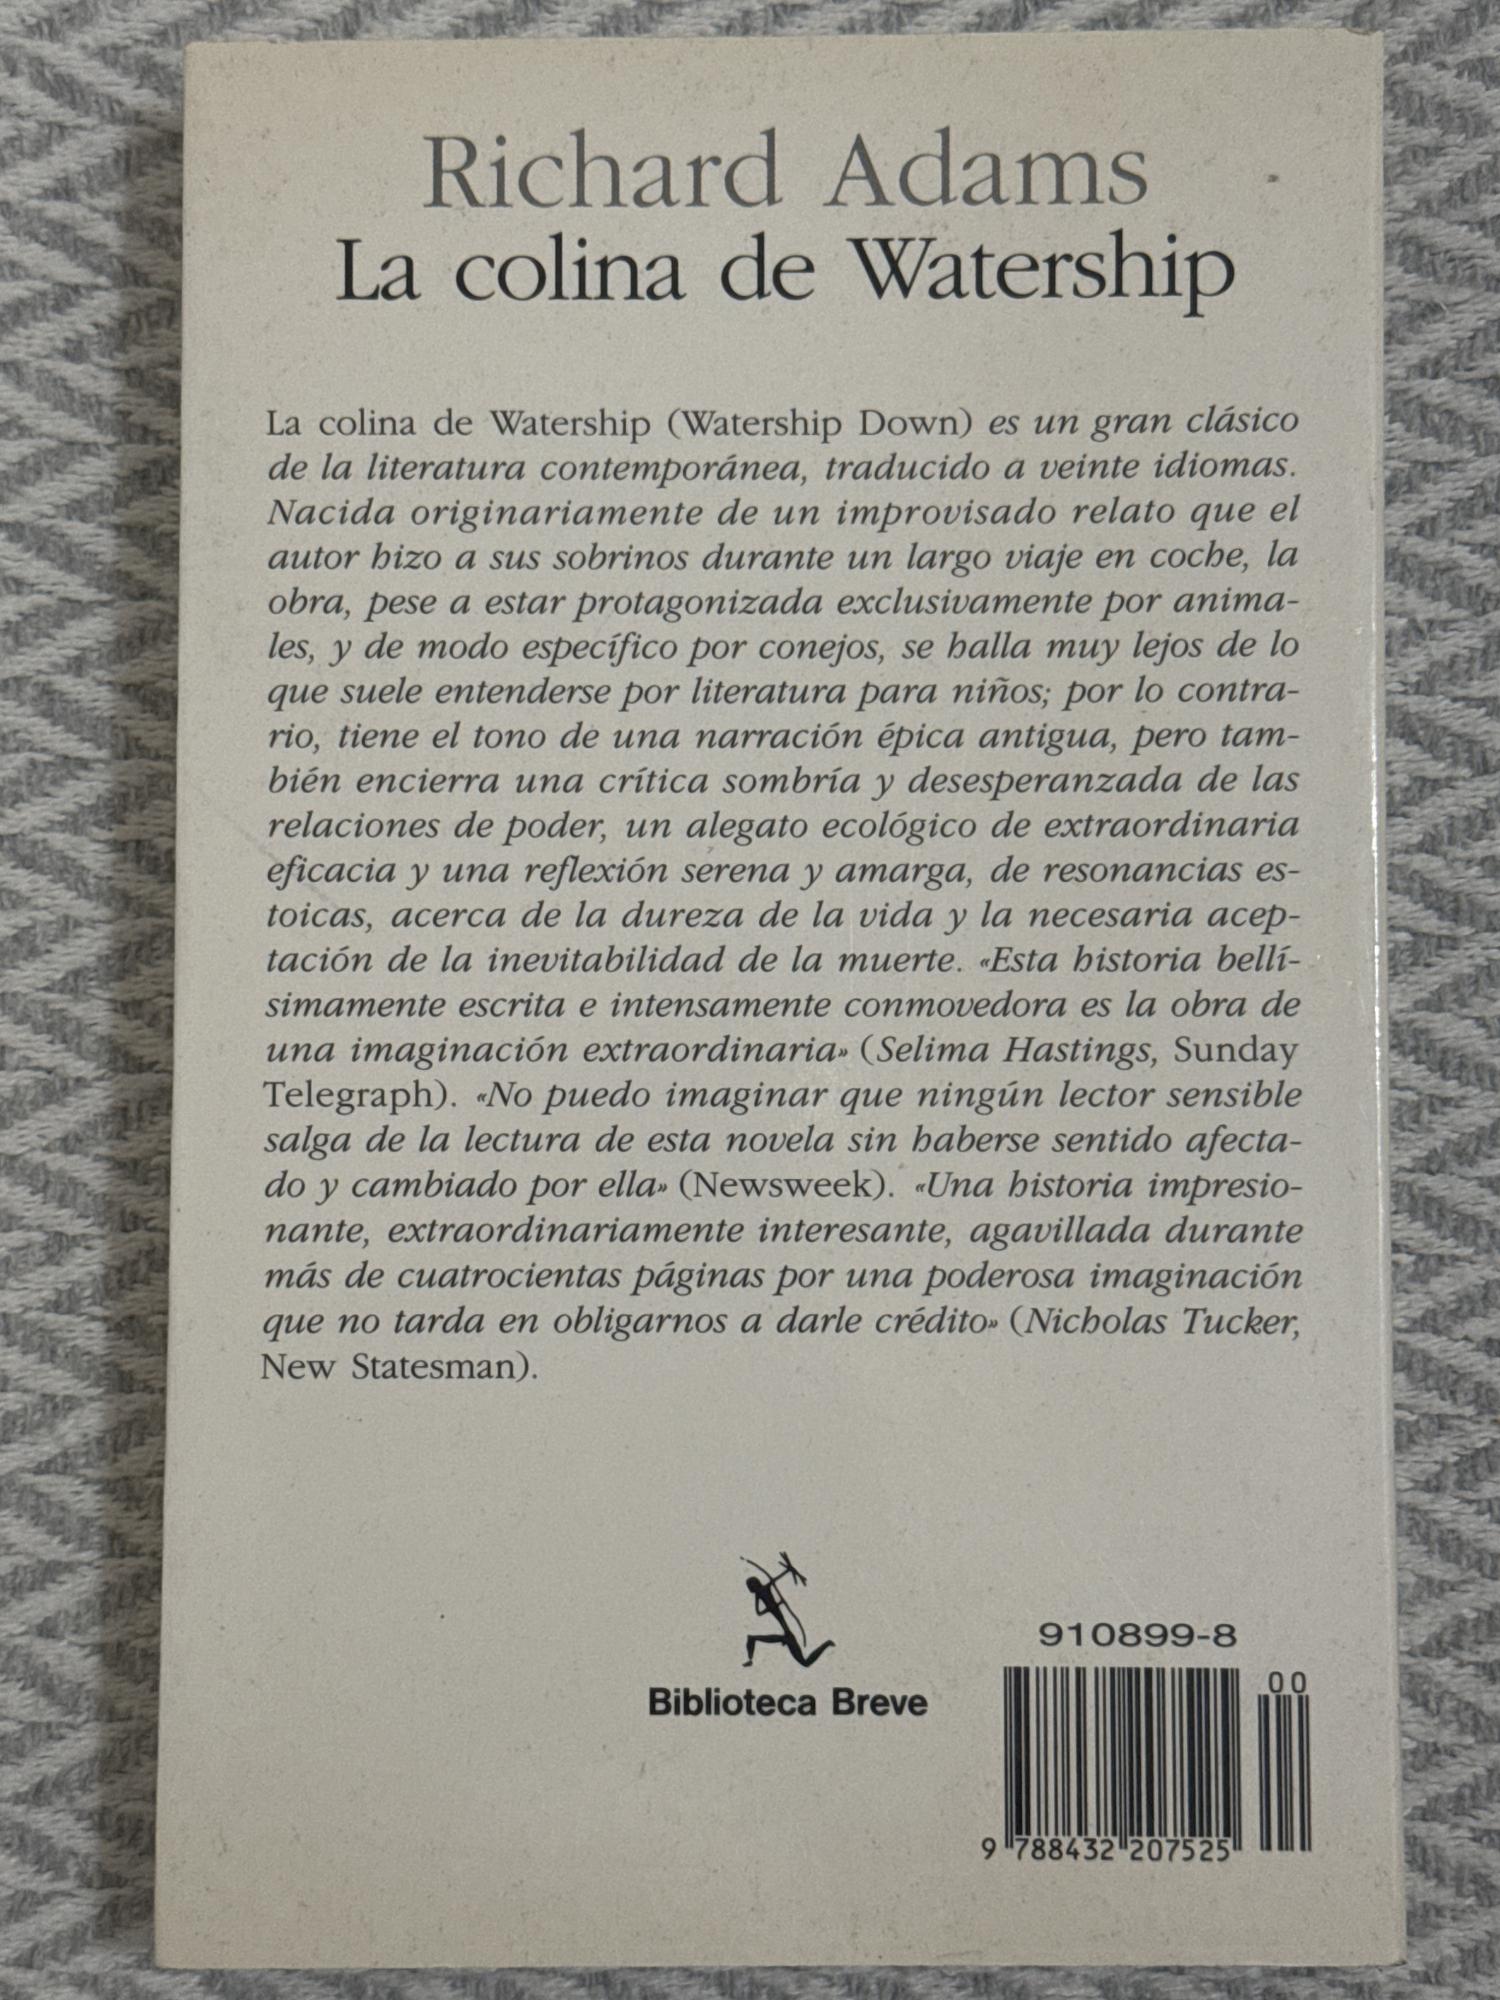 Richard Adams
La colina de Watership
La colina de Watership (Watership Down) es un gran clásico
de la literatura contemporánea, traducido a veinte idiomas.
Nacida originariamente de un improvisado relato que el
autor hizo a sus sobrinos durante un largo viaje en coche, la
obra, pese a estar protagonizada exclusivamente por anima-
les, y de modo específico por conejos, se halla muy lejos de lo
que suele entenderse por literatura para niños; por lo contra-
rio, tiene el tono de una narración épica antigua, pero tam-
bién encierra una crítica sombría y desesperanzada de las
relaciones de poder, un alegato ecológico de extraordinaria
eficacia y una reflexión serena y amarga, de resonancias es-
toicas, acerca de la dureza de la vida y la necesaria acep-
tación de la inevitabilidad de la muerte. «Esta historia bellí-
simamente escrita e intensamente conmovedora es la obra de
una imaginación extraordinaria» (Selima Hastings, Sunday
Telegraph). «No puedo imaginar que ningún lector sensible
salga de la lectura de esta novela sin haberse sentido afecta-
do y cambiado por ella» (Newsweek). «Una historia impresio-
nante, extraordinariamente interesante, agavillada durante
más de cuatrocientas páginas por una poderosa imaginación
que no tarda en obligarnos a darle crédito» (Nicholas Tucker,
New Statesman).
Biblioteca Breve
910899-8
00
9 788432 207525